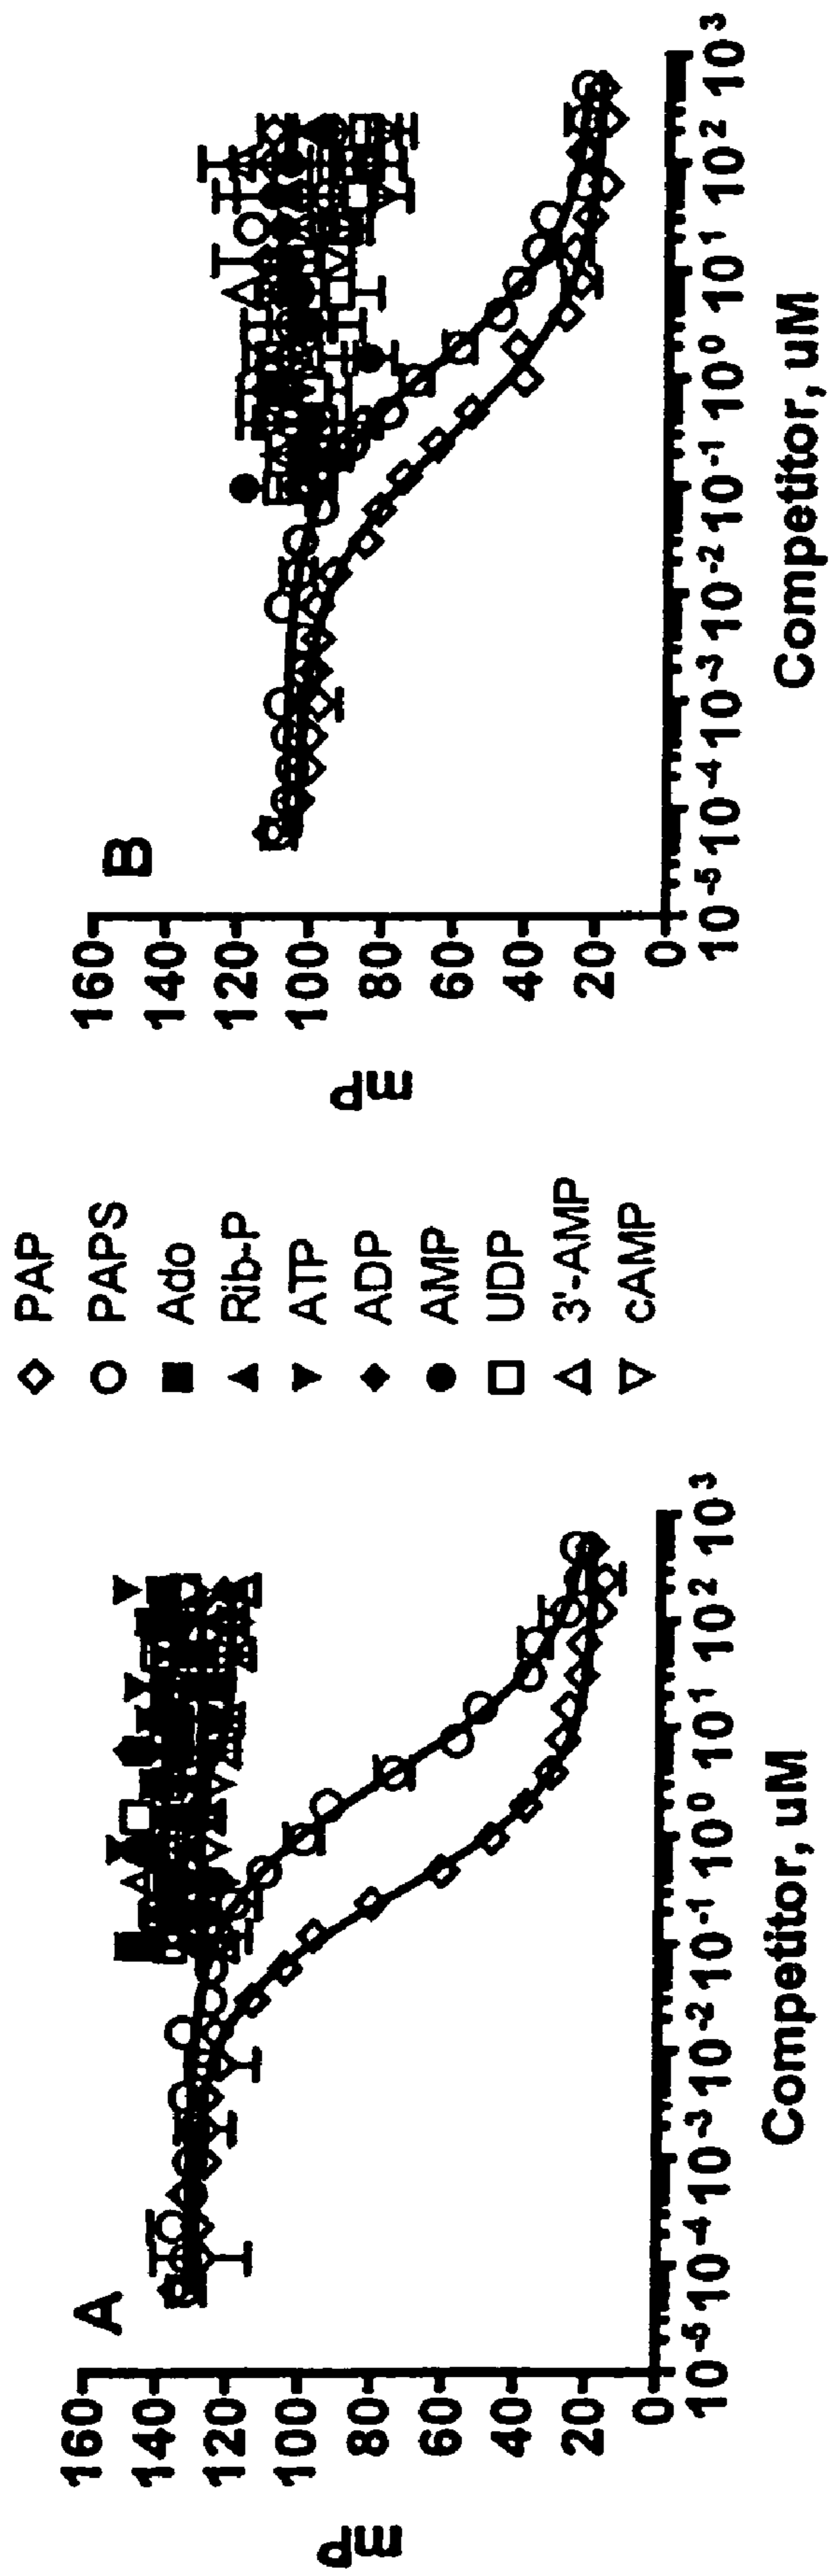 A
mP
160
140
120
100
80
60
40
20
0
10-5 10-4 10-3 10-2 10-1 100 101 102 103
Competitor, uM
PAP
PAPS
Ado
Rib-P
ATP
ADP
AMP
UDP
3'-AMP
cAMP
B
mP
160
140
120
100
80
60
40
20
0
10-5 10-4 10-3 10-2 10-1 100 101 102 103
Competitor, uM